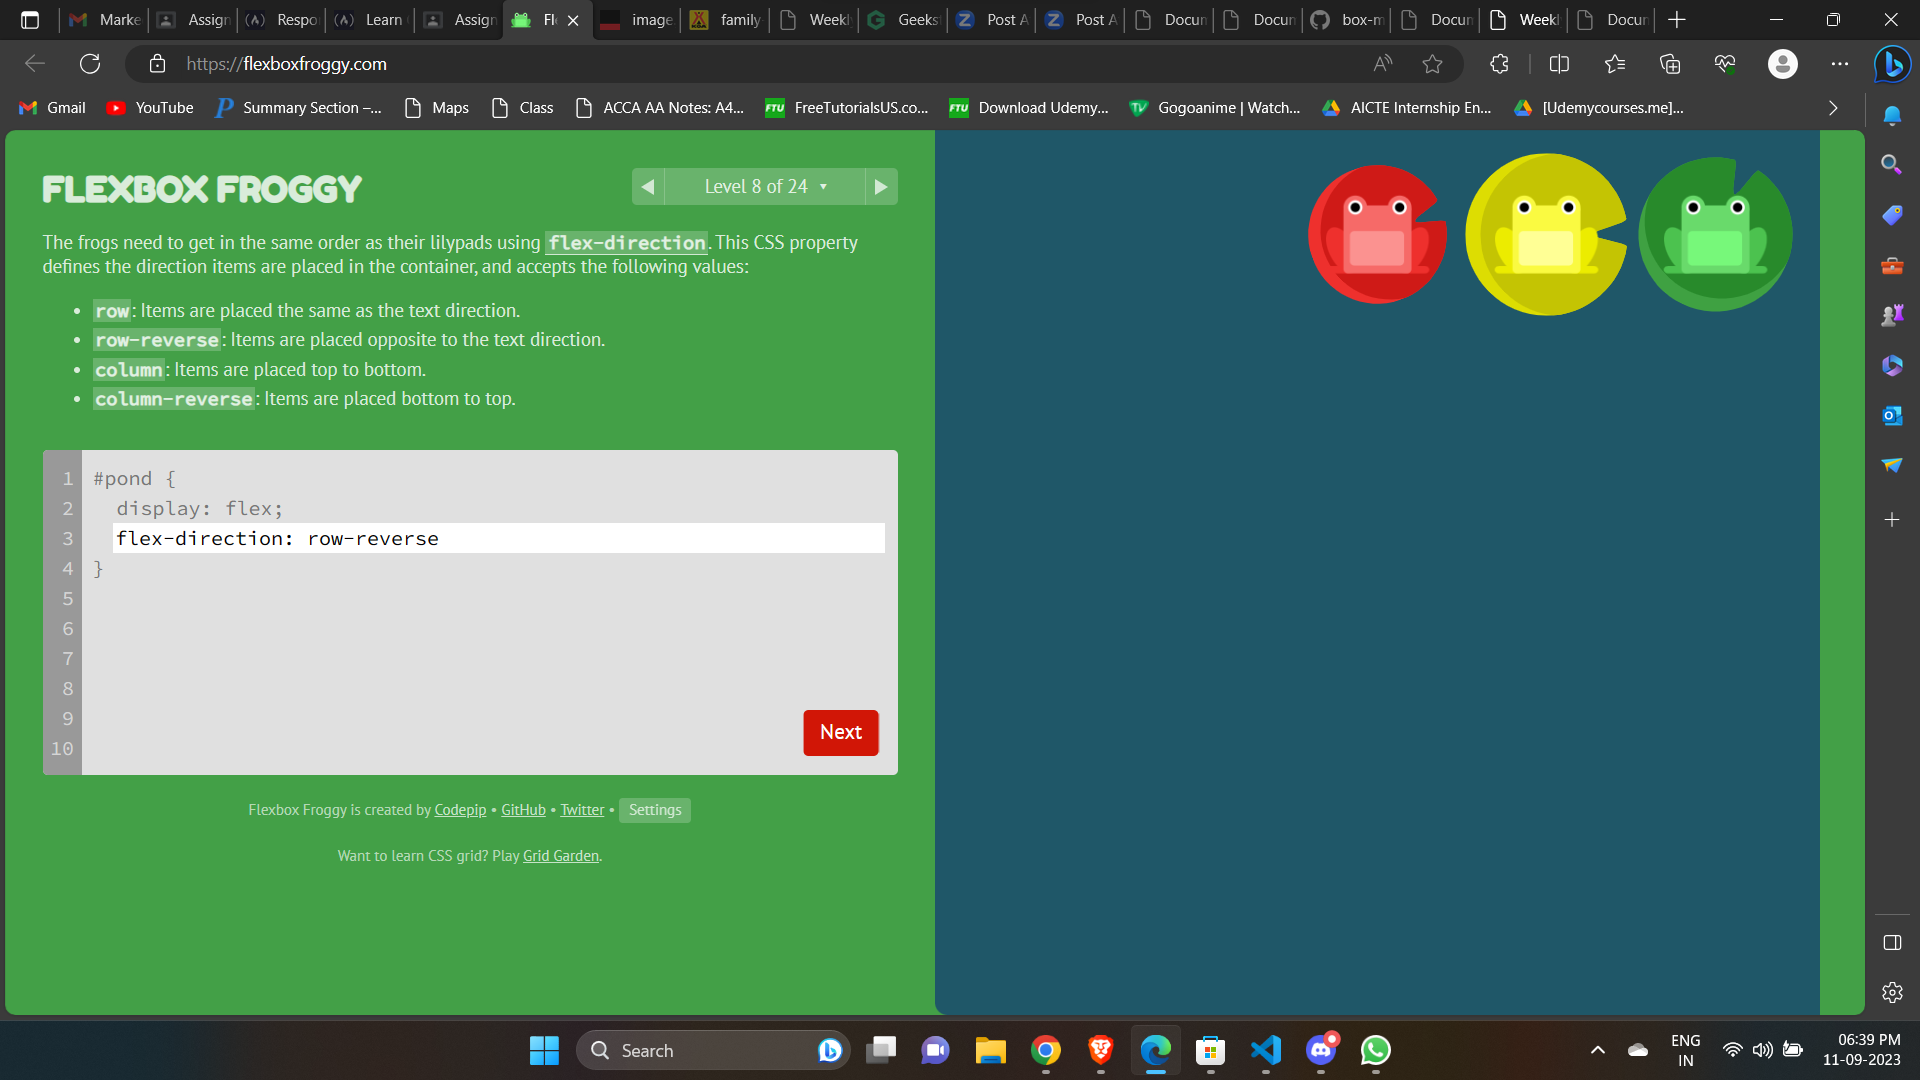 Marke
Assign
Respo
Learn
Assign
Fl
image
family
Weekl
Geeks
Post A
Post A
Docum
Docum
box-m
Docum
Weekl
Docum
https://flexboxfroggy.com
Gmail
YouTube
Summary Section –...
Maps
Class
ACCA AA Notes: A4...
FreeTutorialsUS.co...
Download Udemy...
Gogoanime | Watch...
AICTE Internship En...
[Udemycourses.me]...
FLEXBOX FROGGY
Level 8 of 24
The frogs need to get in the same order as their lilypads using flex-direction. This CSS property
defines the direction items are placed in the container, and accepts the following values:
• row: Items are placed the same as the text direction.
• row-reverse: Items are placed opposite to the text direction.
• column: Items are placed top to bottom.
• column-reverse: Items are placed bottom to top.
1 #pond {
2 display: flex;
3 flex-direction: row-reverse
4 }
5
6
7
8
9
10
Next
Flexbox Froggy is created by Codepip • GitHub • Twitter • Settings
Want to learn CSS grid? Play Grid Garden.
Search
ENG
IN
06:39 PM
11-09-2023